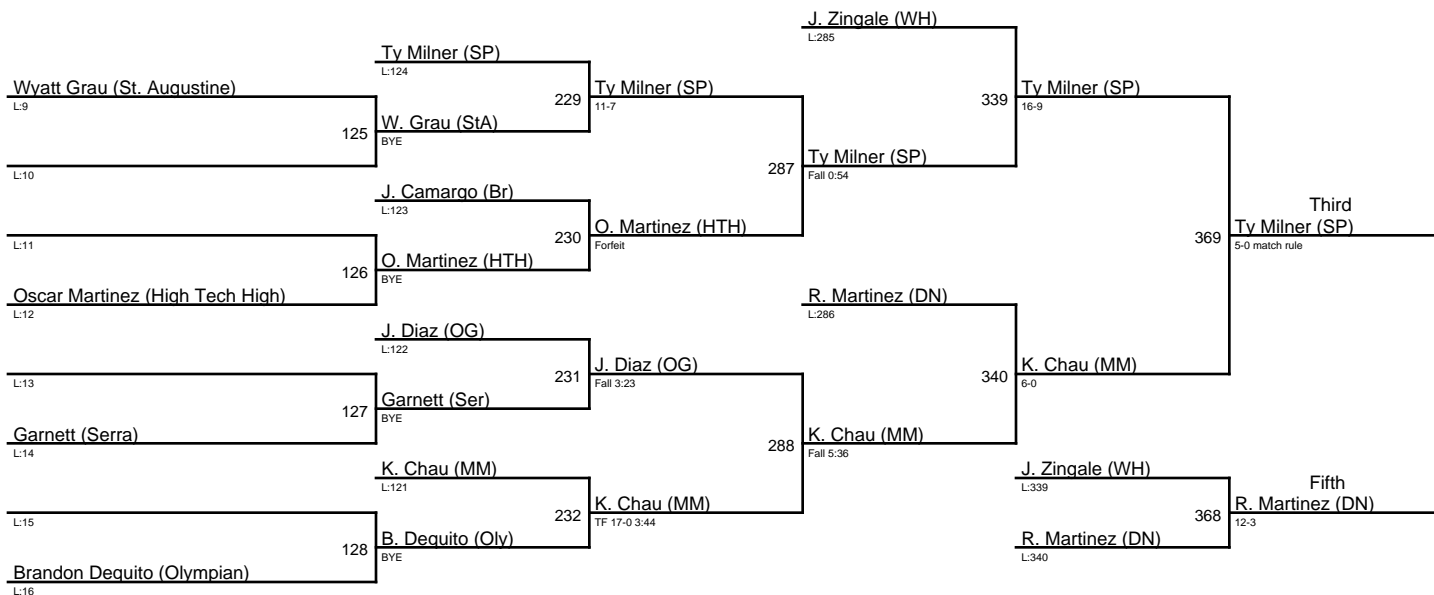 J. Zingale (WH)
L:285
Ty Milner (SP)
L:124
Wyatt Grau (St. Augustine)
L:9
229
Ty Milner (SP)
11-7
339
Ty Milner (SP)
16-9
125
W. Grau (StA)
BYE
L:10
287
Ty Milner (SP)
Fall 0:54
J. Camargo (Br)
L:123
L:11
230
O. Martinez (HTH)
Forfeit
369
Third
Ty Milner (SP)
5-0 match rule
126
O. Martinez (HTH)
BYE
Oscar Martinez (High Tech High)
L:12
R. Martinez (DN)
L:286
J. Diaz (OG)
L:122
L:13
231
J. Diaz (OG)
Fall 3:23
340
K. Chau (MM)
6-0
127
Garnett (Ser)
BYE
Garnett (Serra)
L:14
288
K. Chau (MM)
Fall 5:36
K. Chau (MM)
L:121
J. Zingale (WH)
L:339
L:15
232
K. Chau (MM)
TF 17-0 3:44
368
Fifth
R. Martinez (DN)
12-3
128
B. Dequito (Oly)
BYE
R. Martinez (DN)
L:340
Brandon Dequito (Olympian)
L:16